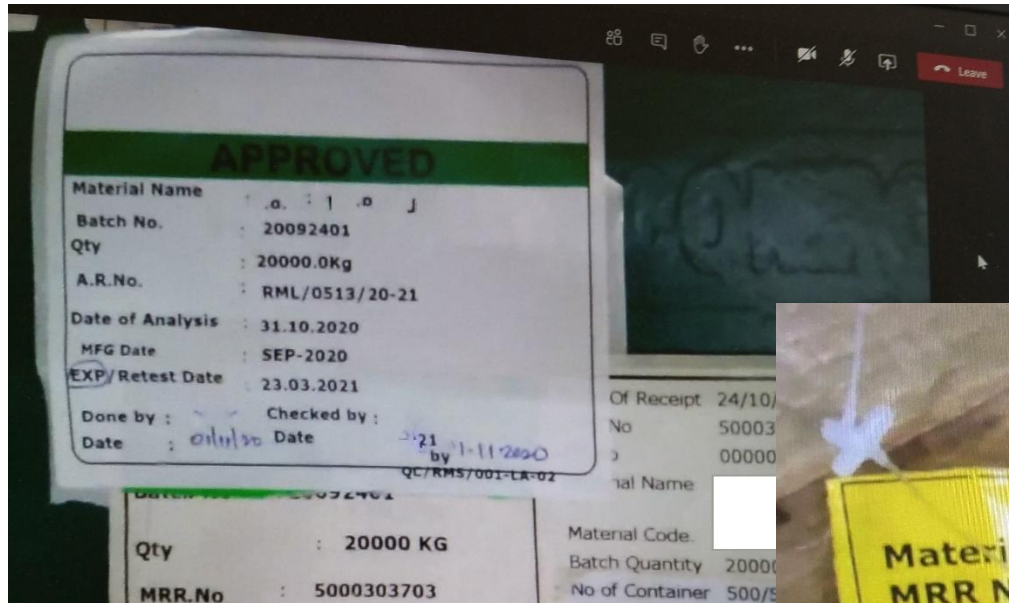 Leave
APPROVED
Material Name :
Batch No. : 20092401
Qty : 20000.0Kg
A.R.No. : RML/0513/20-21
Date of Analysis : 31.10.2020
MFG Date : SEP-2020
EXP/Retest Date : 23.03.2021
Done by : Checked by :
Date : 01/11/20 Date 1-11-2020
by
QC/RMS/001-LA-02
Qty : 20000 KG
MRR.No : 5000303703
Of Receipt 24/10/
No 50003
00000
Name
Material Code.
Batch Quantity 20000
No of Container 500/5
Materi
MRR N